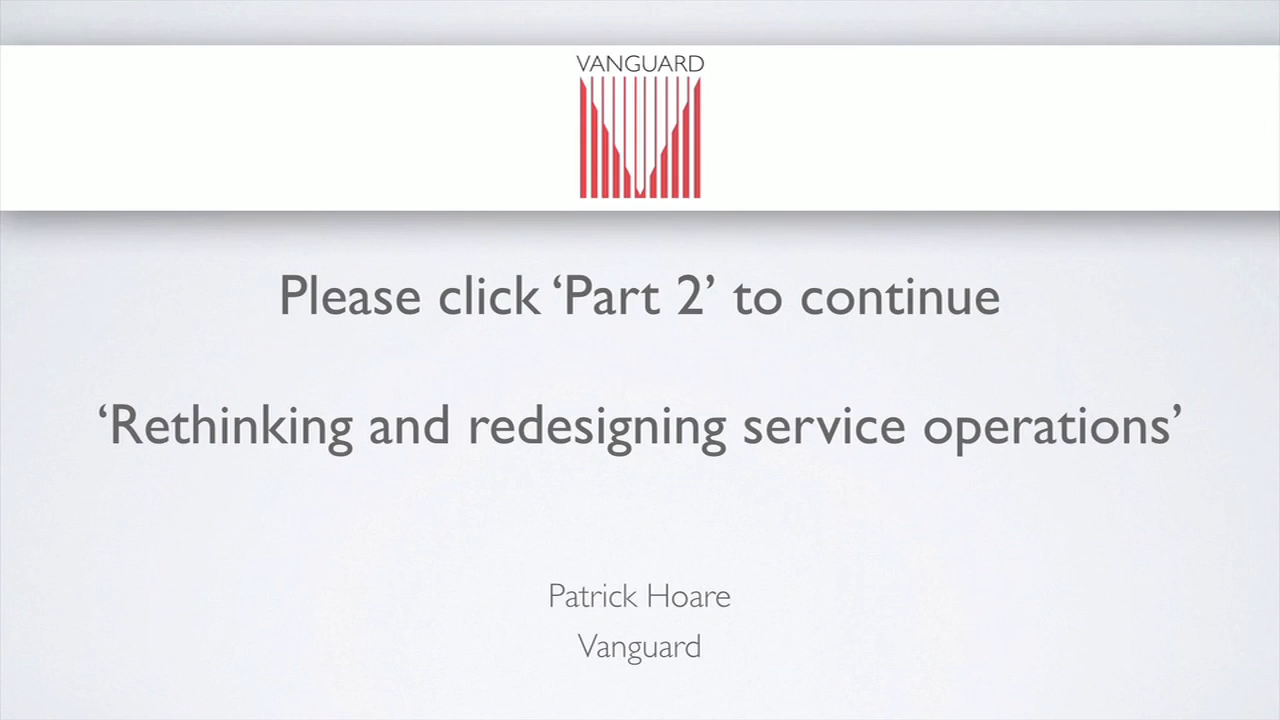 VANGUARD
Please click ‘Part 2’ to continue
‘Rethinking and redesigning service operations’
Patrick Hoare
Vanguard